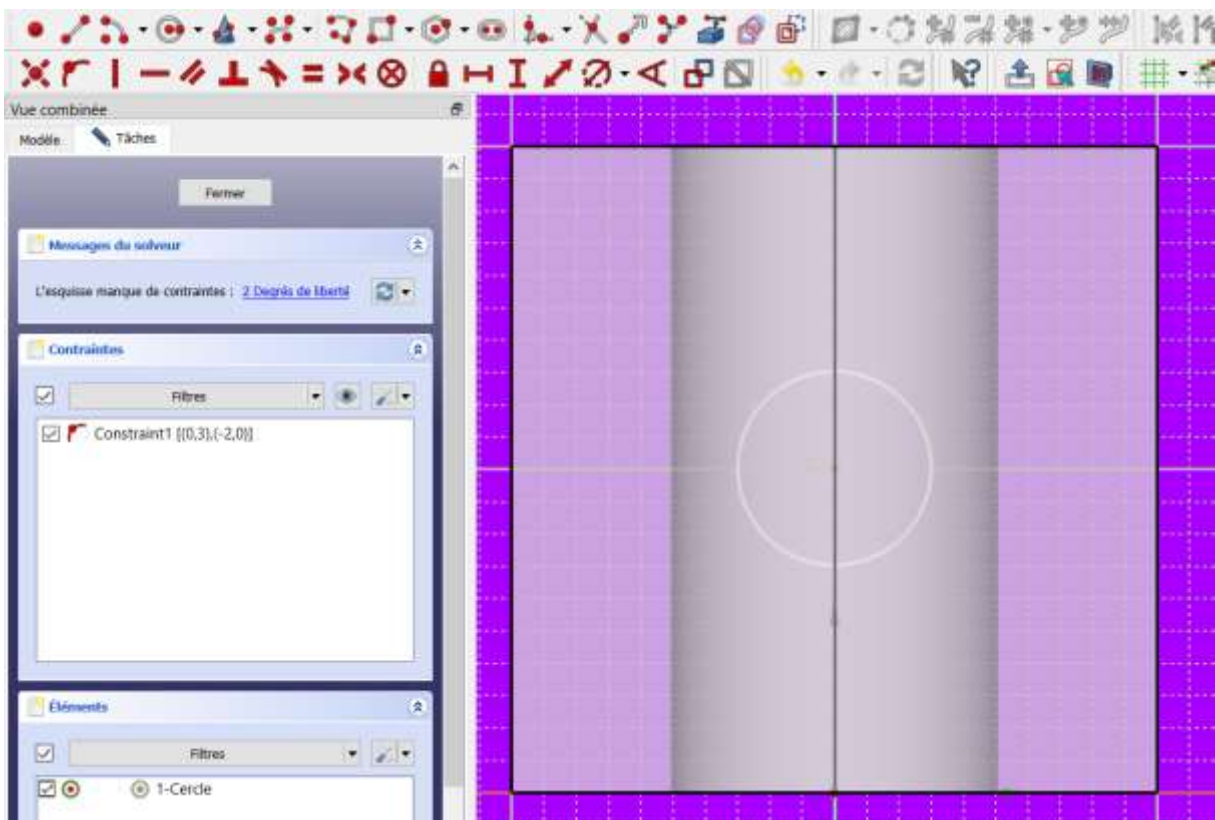 Vue combinée
Modèle Tâches
Fermer
Messages du solveur
L'esquisse manque de contraintes : 2 Degrés de liberté
Contraintes
Filtres
Constraint1 [(0,3),(-2,0)]
Éléments
Filtres
1-Cercle